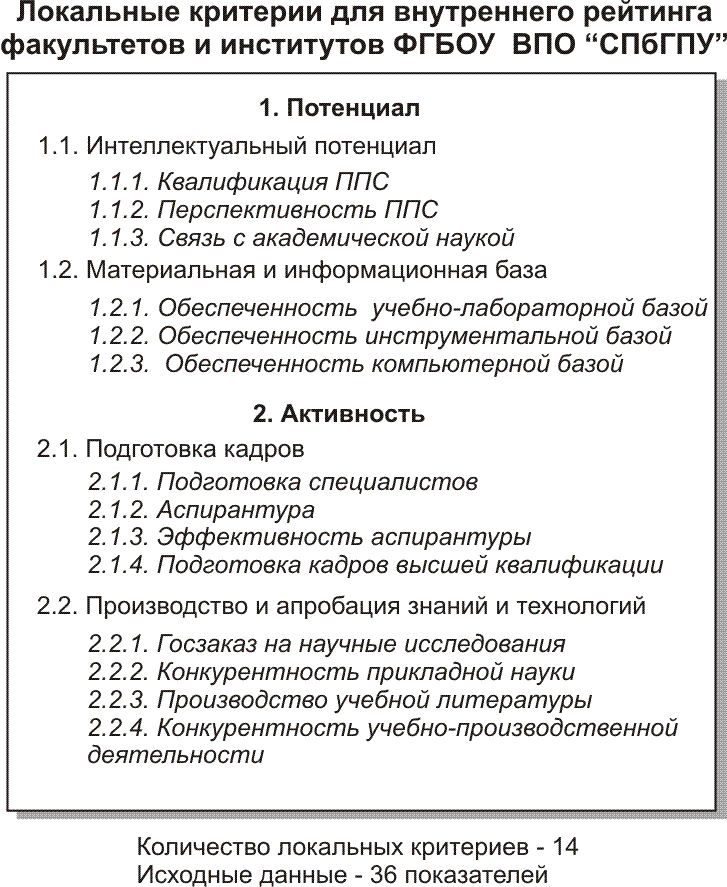 Локальные критерии для внутреннего рейтинга
факультетов и институтов ФГБОУ ВПО “СПбГПУ”
1. Потенциал
1.1. Интеллектуальный потенциал
1.1.1. Квалификация ППС
1.1.2. Перспективность ППС
1.1.3. Связь с академической наукой
1.2. Материальная и информационная база
1.2.1. Обеспеченность учебно-лабораторной базой
1.2.2. Обеспеченность инструментальной базой
1.2.3. Обеспеченность компьютерной базой
2. Активность
2.1. Подготовка кадров
2.1.1. Подготовка специалистов
2.1.2. Аспирантура
2.1.3. Эффективность аспирантуры
2.1.4. Подготовка кадров высшей квалификации
2.2. Производство и апробация знаний и технологий
2.2.1. Госзаказ на научные исследования
2.2.2. Конкурентность прикладной науки
2.2.3. Производство учебной литературы
2.2.4. Конкурентность учебно-производственной
деятельности
Количество локальных критериев - 14
Исходные данные - 36 показателей